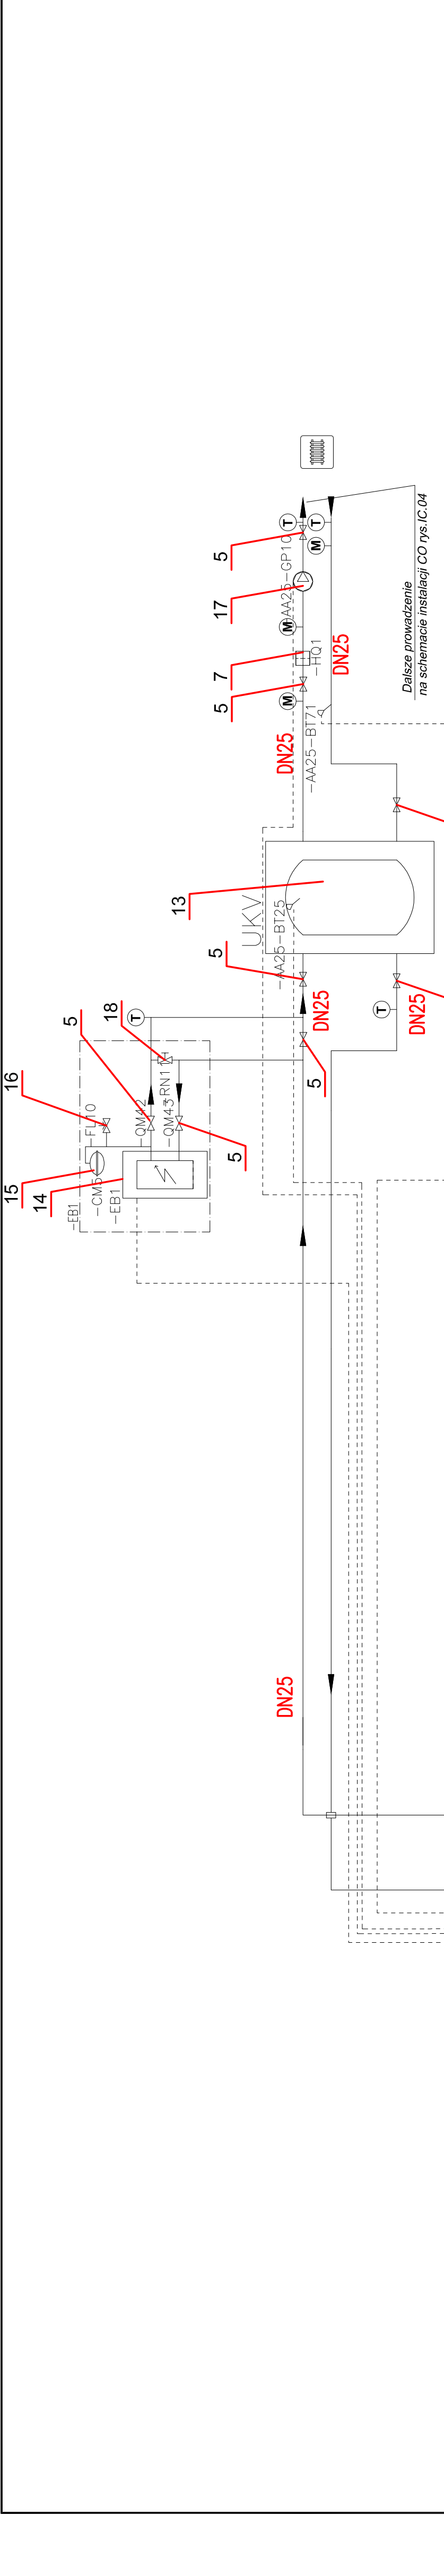 16
15
14
-EB1
-CM5
-FL10
-EB1
5
18
-QM42
-QM43
-RN11
T
5
5
13
UKV
-AA25-BT25
DN25
5
T
DN25
DN25
5
7
17
5
M
M
-AA25-GP10
T
T
M
-HQ1
DN25
-AA25-BT71
Dalsze prowadzenie
na schemacie instalacji CO rys.IC.04
DN25